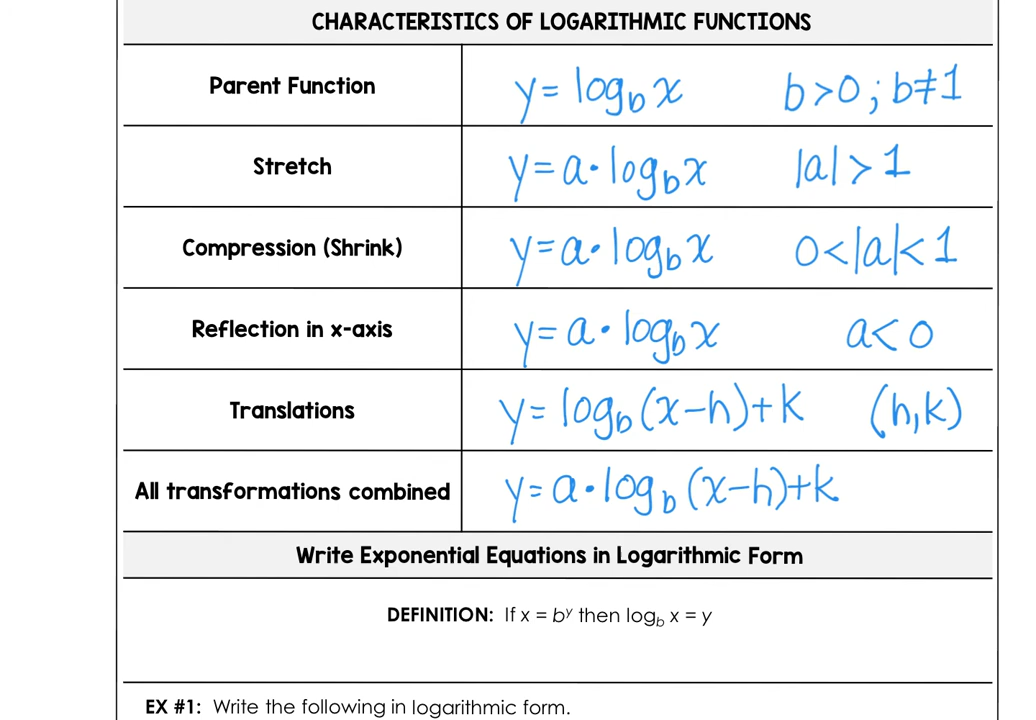 CHARACTERISTICS OF LOGARITHMIC FUNCTIONS
Parent Function y = log_b x b > 0 ; b ≠ 1
Stretch y = a · log_b x |a| > 1
Compression (Shrink) y = a · log_b x 0 < |a| < 1
Reflection in x-axis y = a · log_b x a < 0
Translations y = log_b (x - h) + k (h, k)
All transformations combined y = a · log_b (x - h) + k
Write Exponential Equations in Logarithmic Form
DEFINITION: If x = b^y then log_b x = y
EX #1: Write the following in logarithmic form.